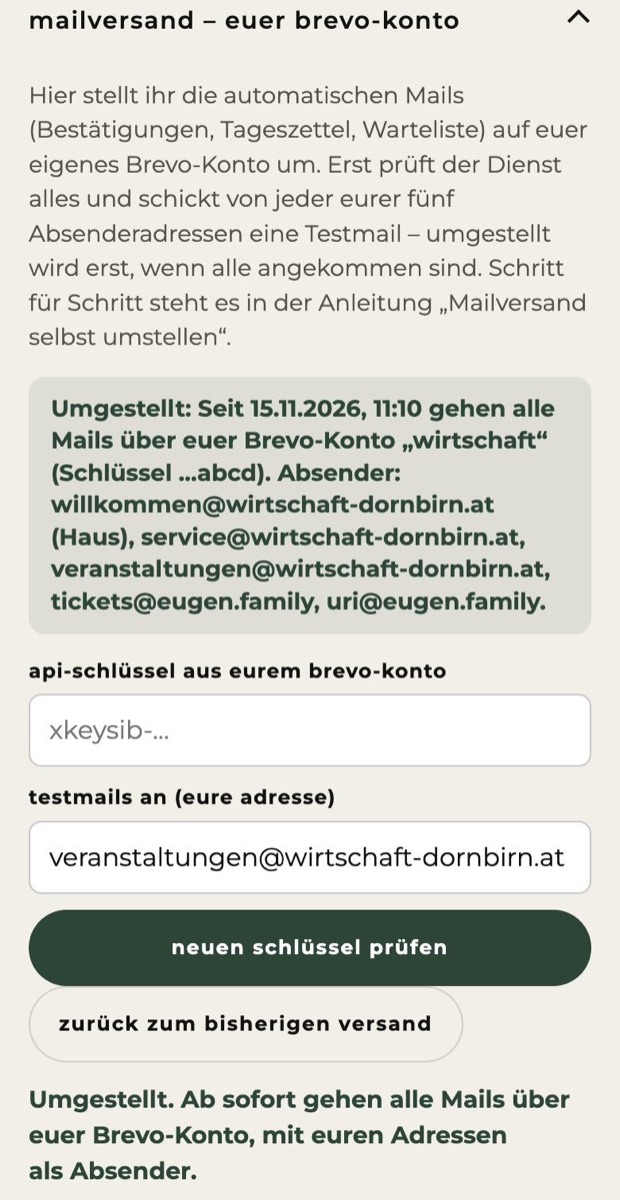 mailversand – euer brevo-konto
Hier stellt ihr die automatischen Mails
(Bestätigungen, Tageszettel, Warteliste) auf euer
eigenes Brevo-Konto um. Erst prüft der Dienst
alles und schickt von jeder eurer fünf
Absenderadressen eine Testmail – umgestellt
wird erst, wenn alle angekommen sind. Schritt
für Schritt steht es in der Anleitung „Mailversand
selbst umstellen“.
Umgestellt: Seit 15.11.2026, 11:10 gehen alle
Mails über euer Brevo-Konto „wirtschaft“
(Schlüssel ...abcd). Absender:
willkommen@wirtschaft-dornbirn.at
(Haus), service@wirtschaft-dornbirn.at,
veranstaltungen@wirtschaft-dornbirn.at,
tickets@eugen.family, uri@eugen.family.
api-schlüssel aus eurem brevo-konto
xkeysib-...
testmails an (eure adresse)
veranstaltungen@wirtschaft-dornbirn.at
neuen schlüssel prüfen
zurück zum bisherigen versand
Umgestellt. Ab sofort gehen alle Mails über
euer Brevo-Konto, mit euren Adressen
als Absender.